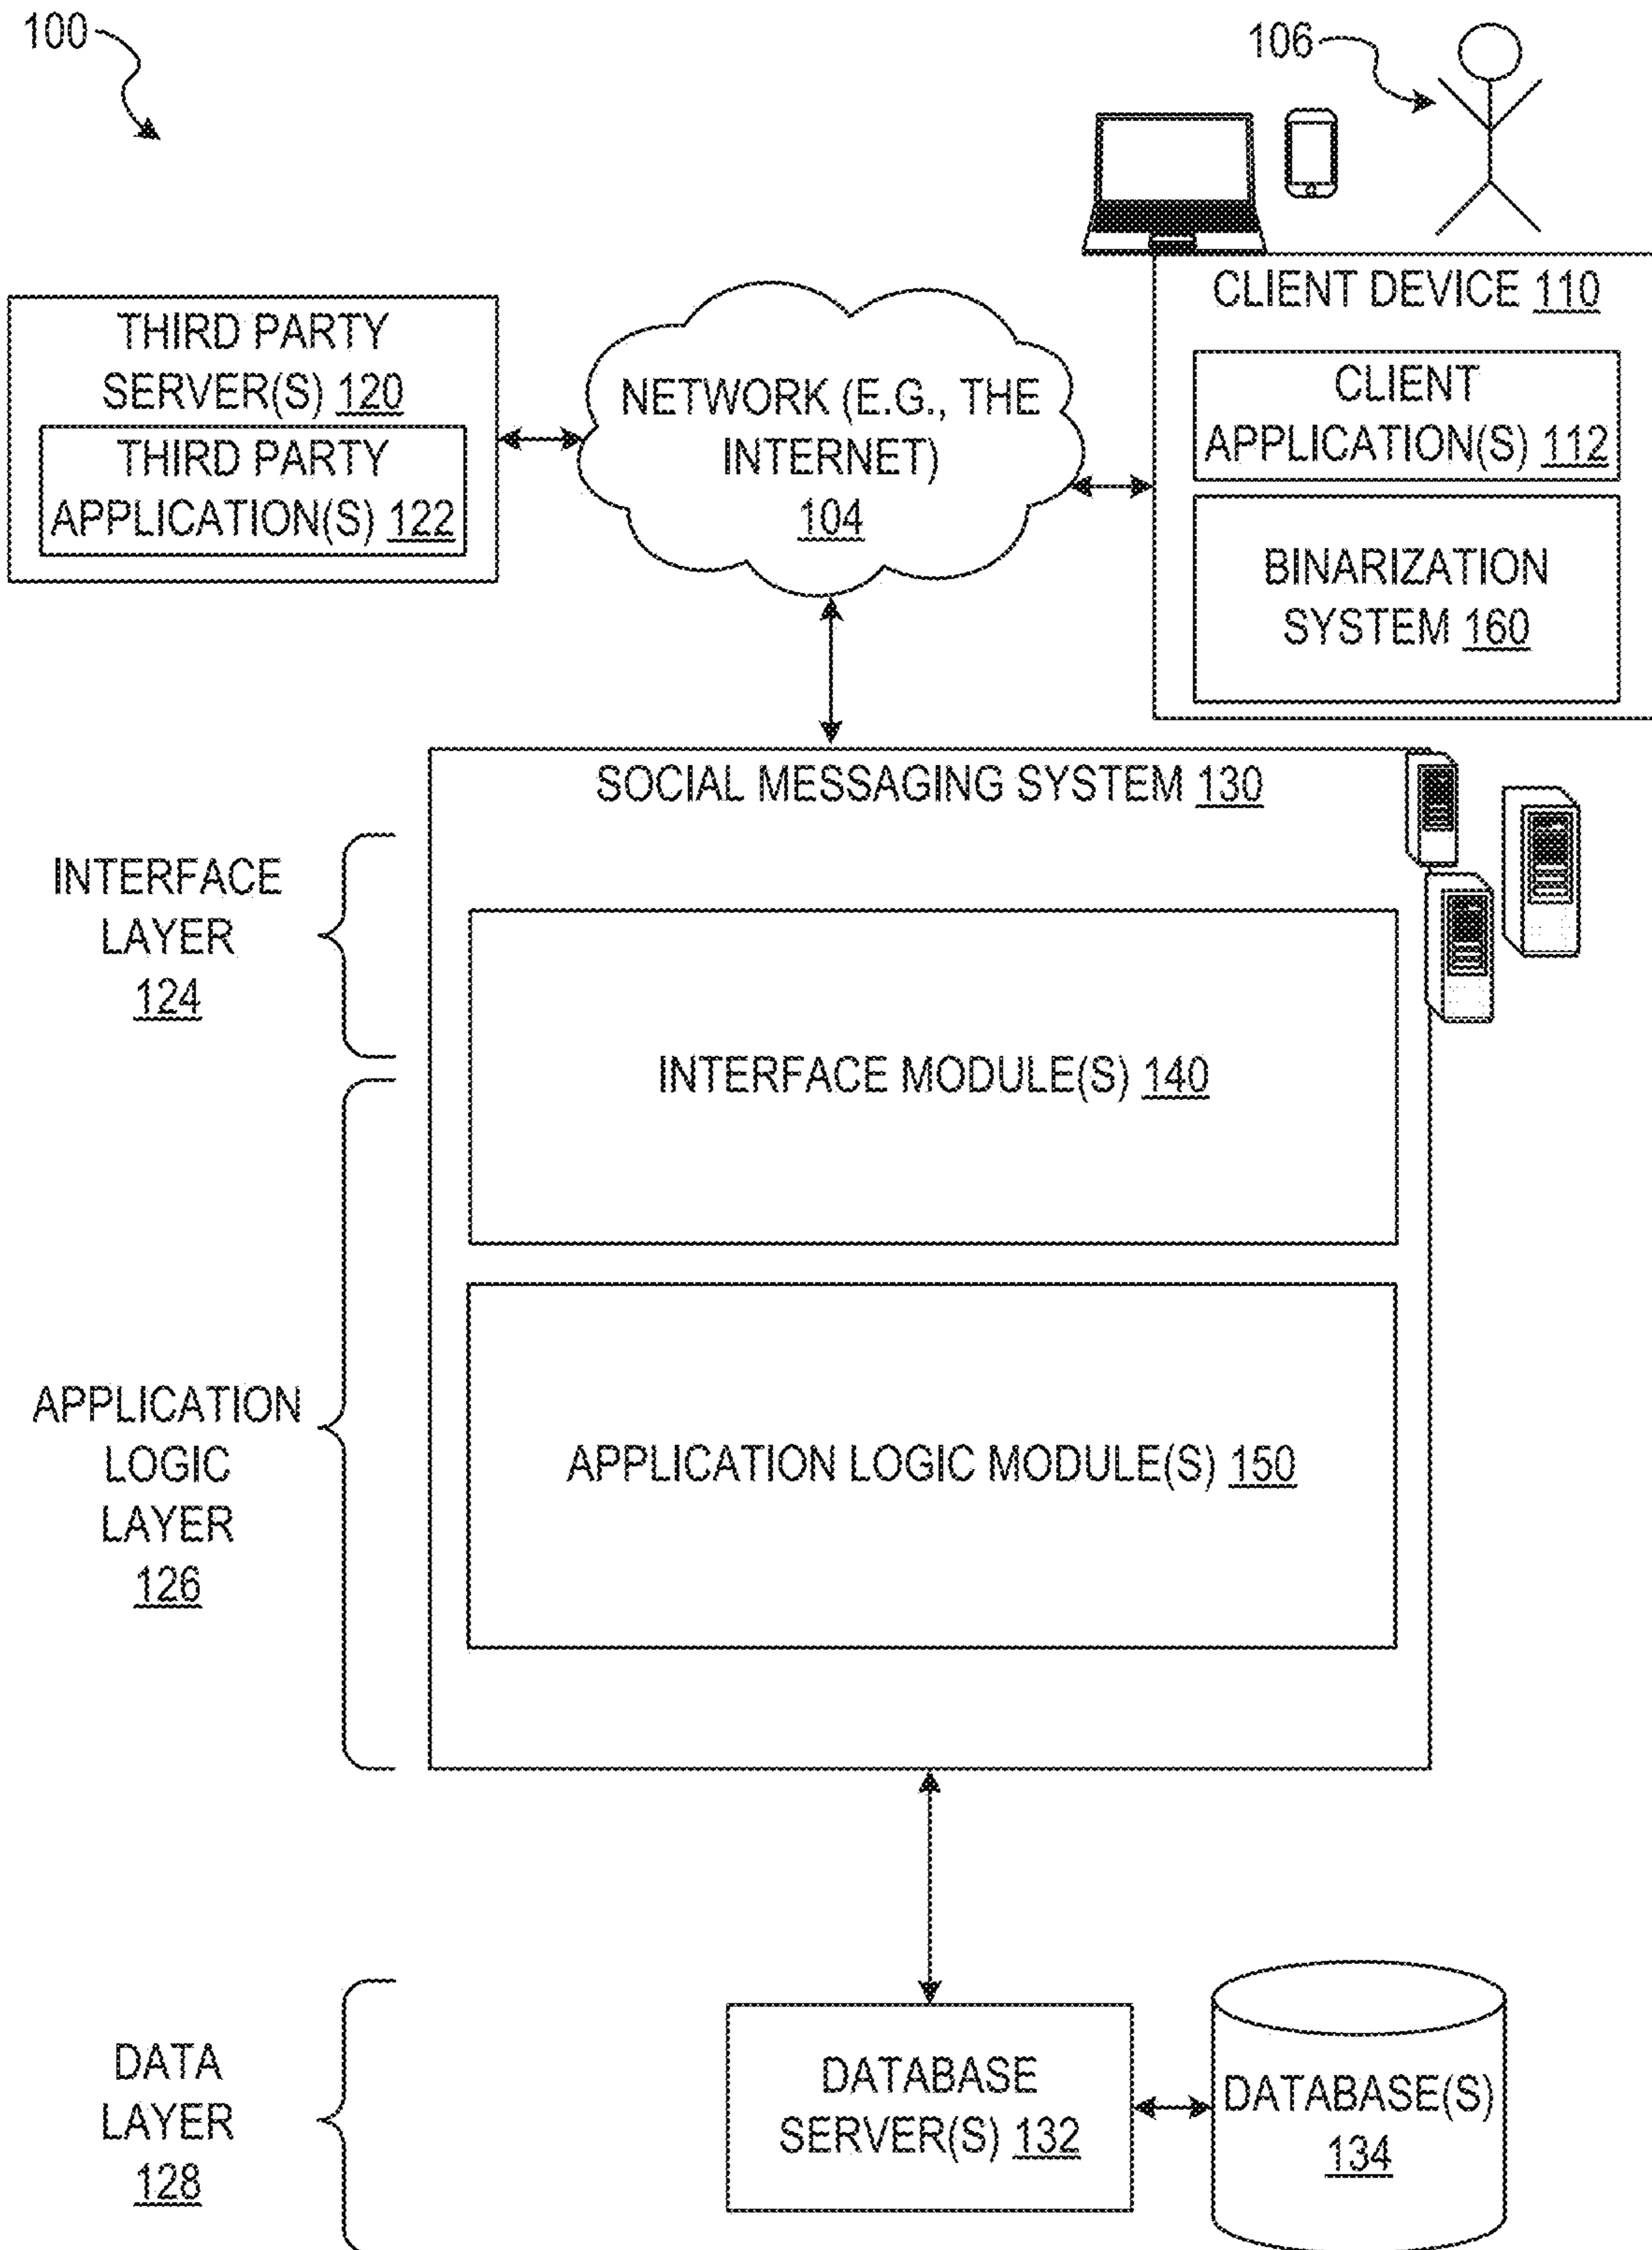 100
106
THIRD PARTY
SERVER(S) 120
THIRD PARTY
APPLICATION(S) 122
NETWORK (E.G., THE
INTERNET)
104
CLIENT DEVICE 110
CLIENT
APPLICATION(S) 112
BINARIZATION
SYSTEM 160
SOCIAL MESSAGING SYSTEM 130
INTERFACE
LAYER
124
INTERFACE MODULE(S) 140
APPLICATION
LOGIC
LAYER
126
APPLICATION LOGIC MODULE(S) 150
DATA
LAYER
128
DATABASE
SERVER(S) 132
DATABASE(S)
134